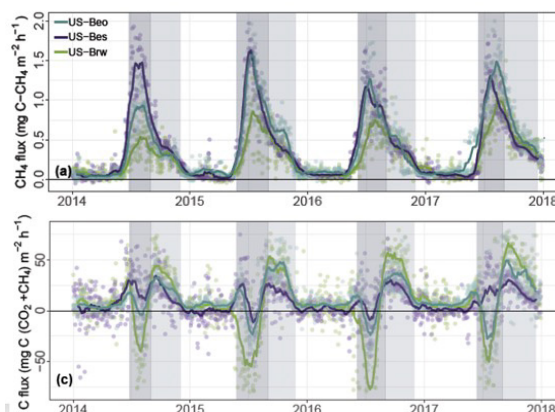 CH₄ flux (mg C−CH₄ m⁻² h⁻¹)
2.0
1.5
1.0
0.5
0.0
US-Beo
US-Bes
US-Brw
(a)
2014 2015 2016 2017 2018
C flux (mg C (CO₂ +CH₄) m⁻² h⁻¹)
50
0
−50
(c)
2014 2015 2016 2017 2018